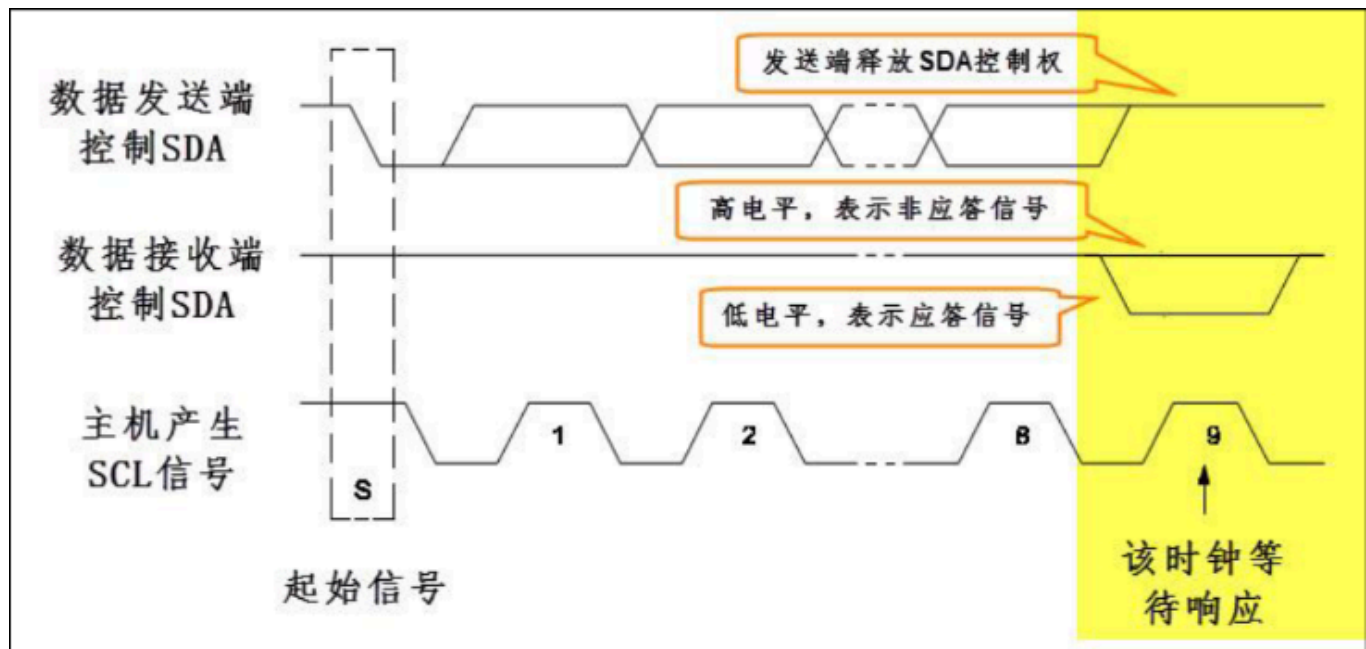 发送端释放SDA控制权
数据发送端
控制SDA
高电平，表示非应答信号
数据接收端
控制SDA
低电平，表示应答信号
主机产生
SCL信号
1
2
8
9
S
起始信号
该时钟等
待响应